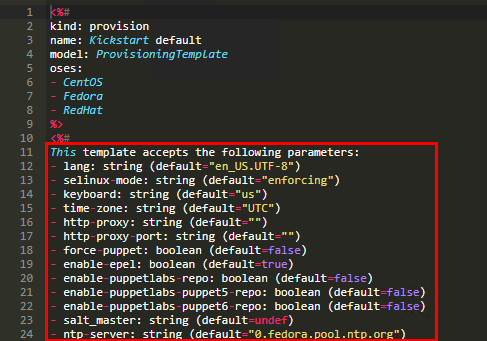 1 <%#
2 kind: provision
3 name: Kickstart default
4 model: ProvisioningTemplate
5 oses:
6 - CentOS
7 - Fedora
8 - RedHat
9 %>
10 <%#
11 This template accepts the following parameters:
12 - lang: string (default="en_US.UTF-8")
13 - selinux-mode: string (default="enforcing")
14 - keyboard: string (default="us")
15 - time-zone: string (default="UTC")
16 - http-proxy: string (default="")
17 - http-proxy-port: string (default="")
18 - force-puppet: boolean (default=false)
19 - enable-epel: boolean (default=true)
20 - enable-puppetlabs-repo: boolean (default=false)
21 - enable-puppetlabs-puppet5-repo: boolean (default=false)
22 - enable-puppetlabs-puppet6-repo: boolean (default=false)
23 - salt_master: string (default=undef)
24 - ntp-server: string (default="0.fedora.pool.ntp.org")